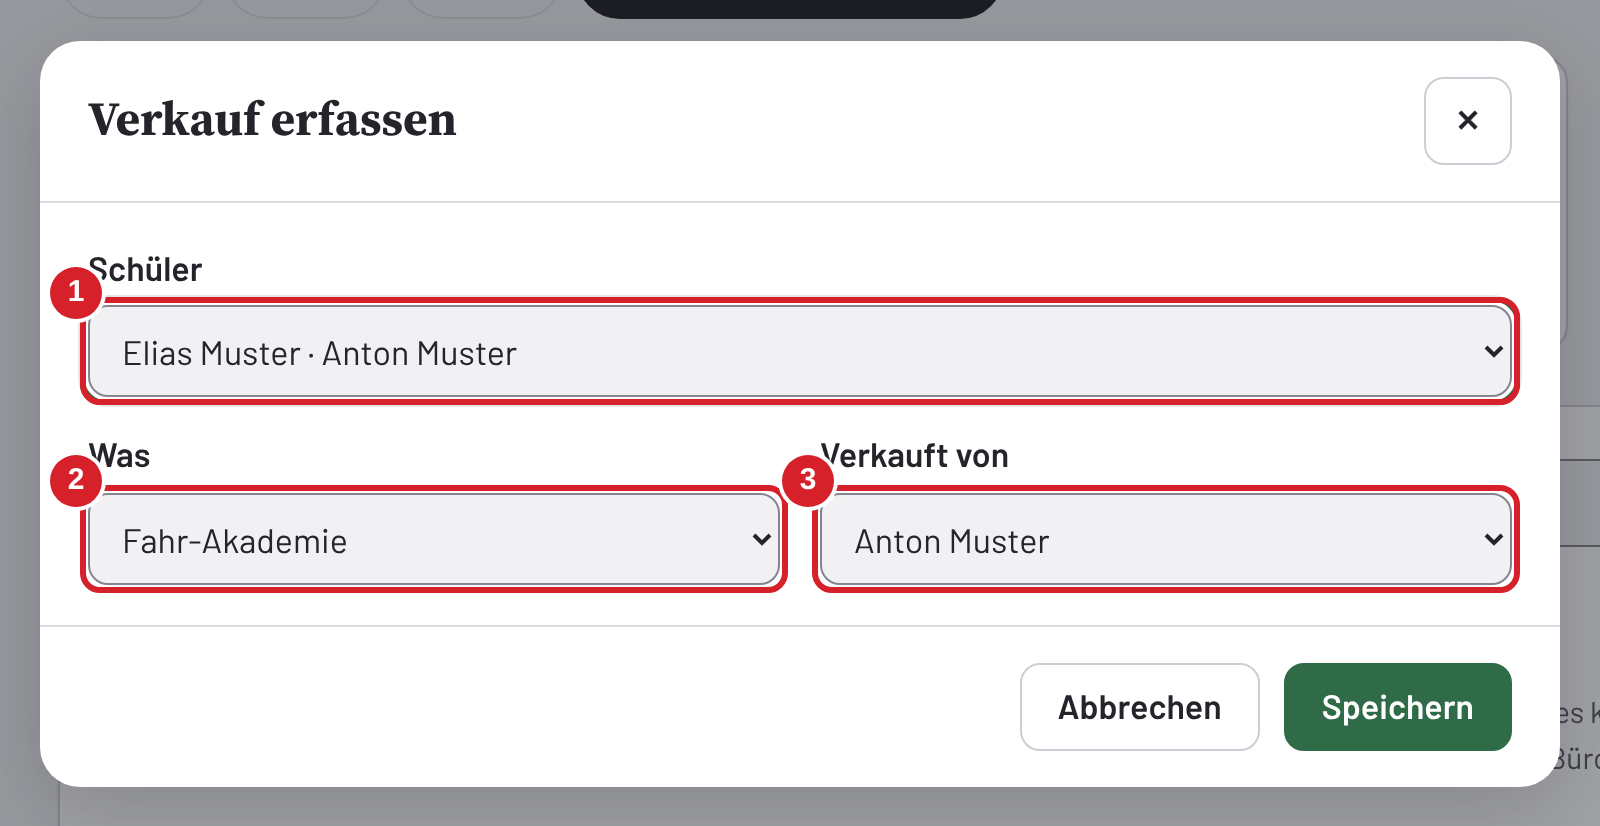 Verkauf erfassen
×
Schüler
1
Elias Muster · Anton Muster
Was
Verkauft von
2
3
Fahr-Akademie
Anton Muster
Abbrechen
Speichern